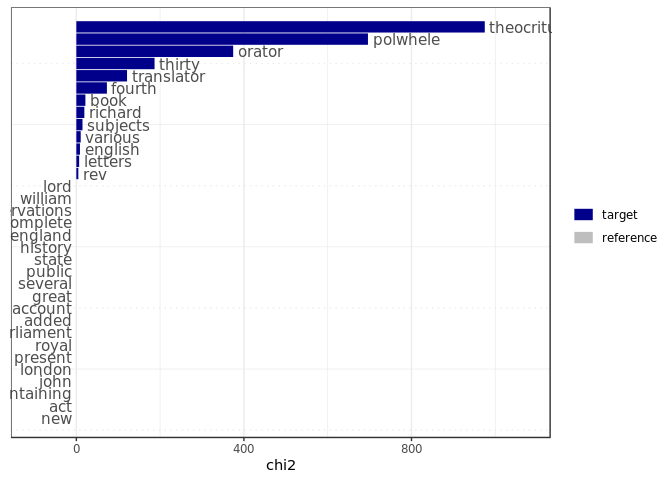 theocritu
polwhele
orator
thirty
translator
fourth
book
richard
subjects
various
english
letters
rev
lord
william
rvations
omplete
england
history
state
public
several
great
account
added
rliament
royal
present
london
john
ntaining
act
new
target
reference
0 400 800
chi2